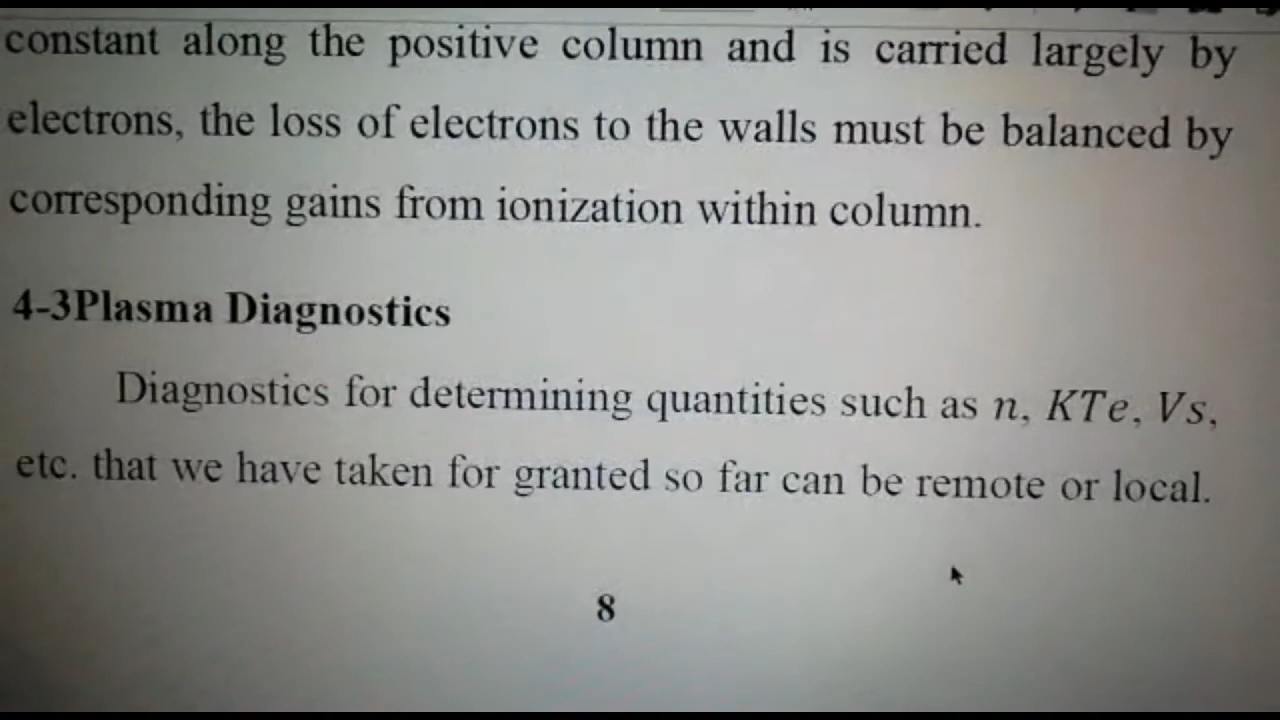 constant along the positive column and is carried largely by
electrons, the loss of electrons to the walls must be balanced by
corresponding gains from ionization within column.
4-3Plasma Diagnostics
Diagnostics for determining quantities such as n, KTe, Vs,
etc. that we have taken for granted so far can be remote or local.
8